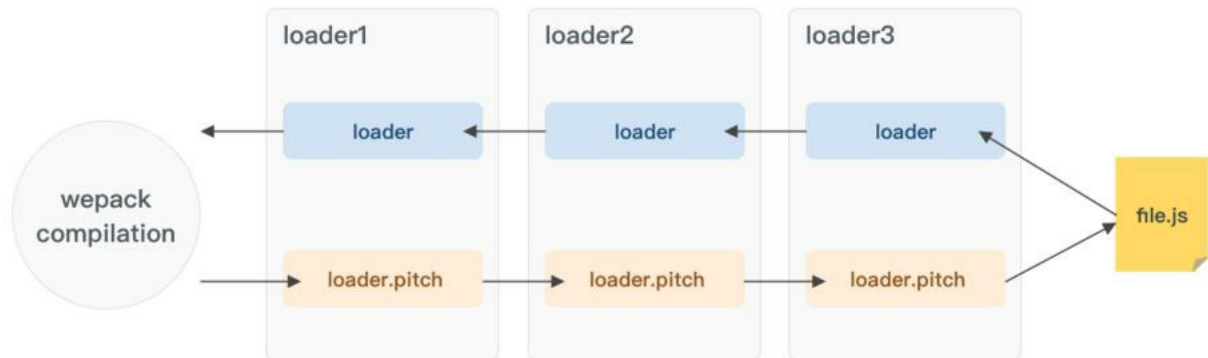 loader1
loader2
loader3
loader
loader
loader
wepack
compilation
file.js
loader.pitch
loader.pitch
loader.pitch